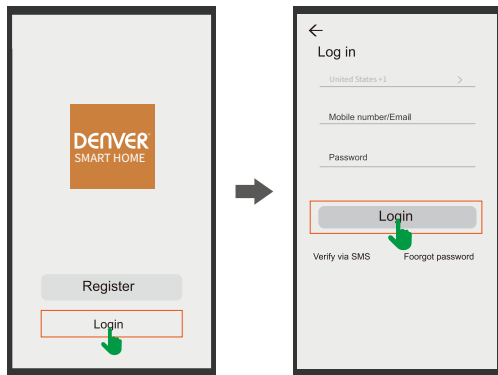 DENVER
SMART HOME
Register
Login
Log in
United States +1
Mobile number/Email
Password
Login
Verify via SMS
Foorgot password